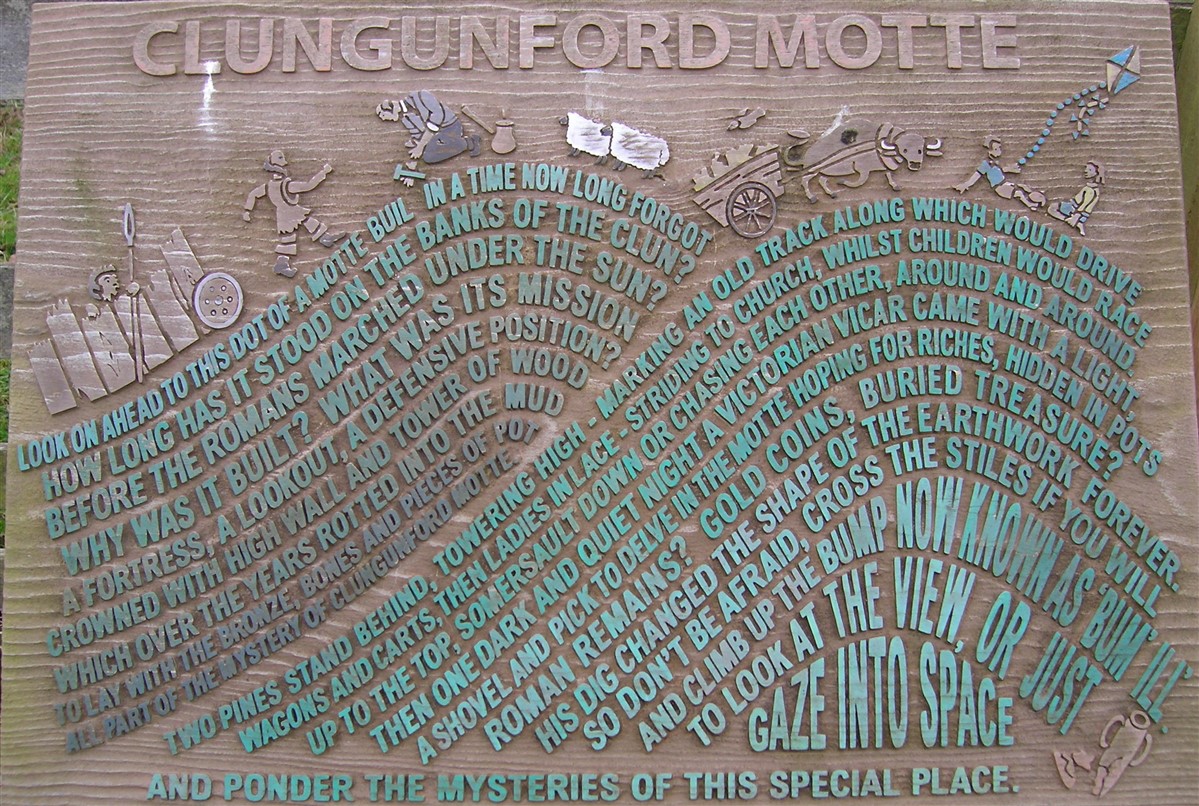 CLUNGUNFORD MOTTE
LOOK ON AHEAD TO THIS DOT OF A MOTTE BUIL IN A TIME NOW LONG FORGOT
HOW LONG HAS IT STOOD ON THE BANKS OF THE CLUN?
BEFORE THE ROMANS MARCHED UNDER THE SUN?
WHY WAS IT BUILT? WHAT WAS ITS MISSION
A FORTRESS, A LOOKOUT, A DEFENSIVE POSITION?
CROWNED WITH HIGH WALL AND TOWER OF WOOD
WHICH OVER THE YEARS ROTTED INTO THE MUD
TO LAY WITH THE BRONZE, BONES AND PIECES OF POT
ALL PART OF THE MYSTERY OF CLUNGUNFORD MOTTE.
TWO PINES STAND BEHIND, TOWERING HIGH - MARKING AN OLD TRACK ALONG WHICH WOULD DRIVE
WAGONS AND CARTS, THEN LADIES IN LACE - STRIDING TO CHURCH, WHILST CHILDREN WOULD RACE
UP TO THE TOP, SOMERSAULT DOWN OR CHASING EACH OTHER, AROUND AND AROUND.
THEN ONE DARK AND QUIET NIGHT A VICTORIAN VICAR CAME WITH A LIGHT,
A SHOVEL AND PICK TO DELVE IN THE MOTTE HOPING FOR RICHES, HIDDEN IN POTS
ROMAN REMAINS? GOLD COINS, BURIED TREASURE?
HIS DIG CHANGED THE SHAPE OF THE EARTHWORK FOREVER.
SO DON'T BE AFRAID, CROSS THE STILES IF YOU WILL
AND CLIMB UP THE BUMP NOW KNOWN AS 'BUM' ILL.
TO LOOK AT THE VIEW, OR JUST
GAZE INTO SPACE
AND PONDER THE MYSTERIES OF THIS SPECIAL PLACE.